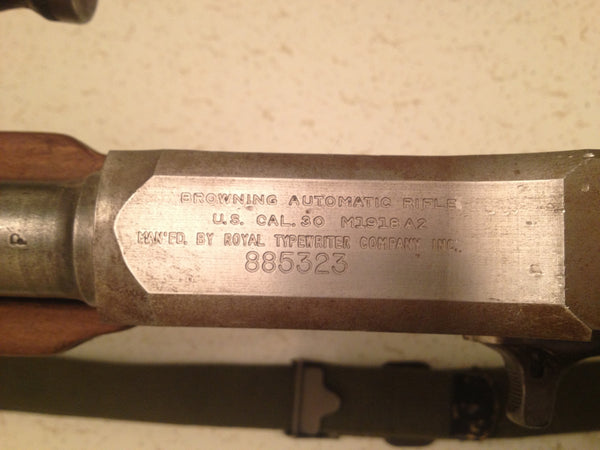 P
BROWNING AUTOMATIC RIFLE
U.S. CAL. 30 M1918A2
MAN'FD. BY ROYAL TYPEWRITER COMPANY INC.
885323